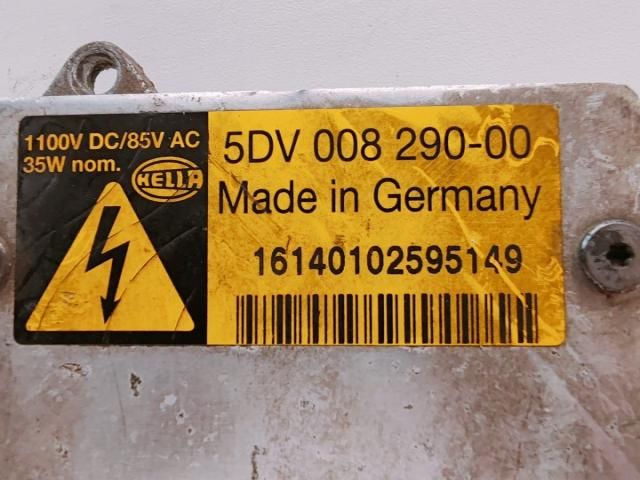 1100V DC/85V AC
35W nom.
HELLA
5DV 008 290-00
Made in Germany
16140102595149